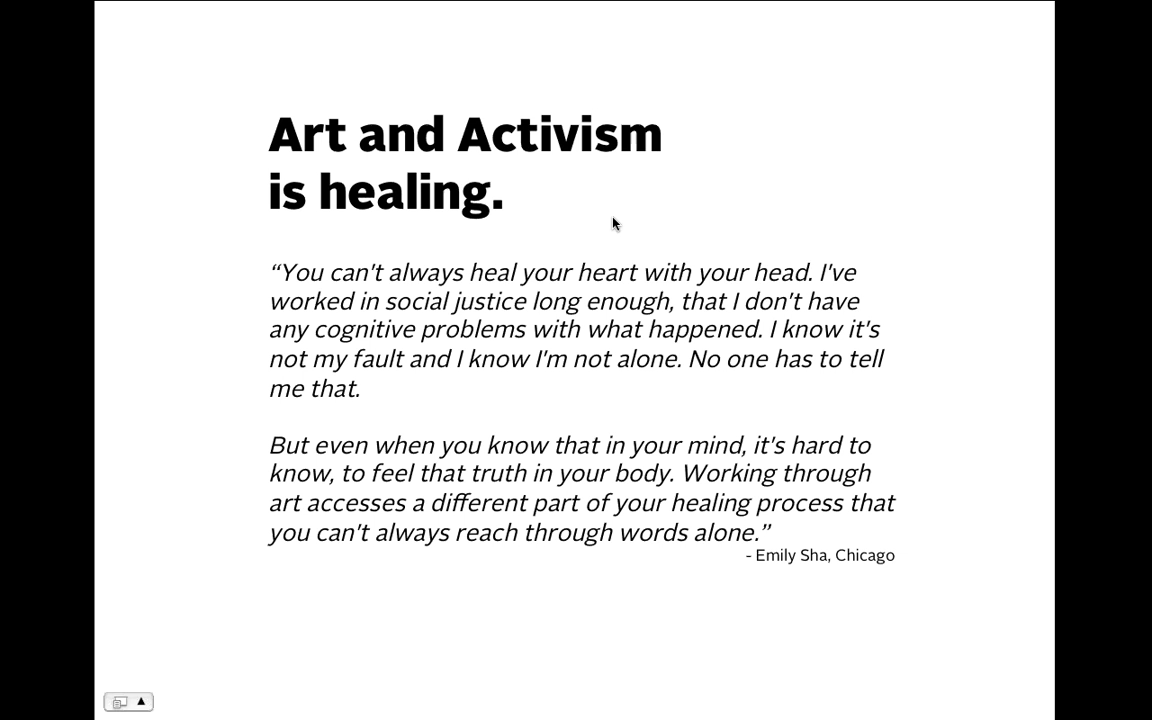 Art and Activism
is healing.
“You can't always heal your heart with your head. I've
worked in social justice long enough, that I don't have
any cognitive problems with what happened. I know it's
not my fault and I know I'm not alone. No one has to tell
me that.
But even when you know that in your mind, it's hard to
know, to feel that truth in your body. Working through
art accesses a different part of your healing process that
you can't always reach through words alone.”
- Emily Sha, Chicago